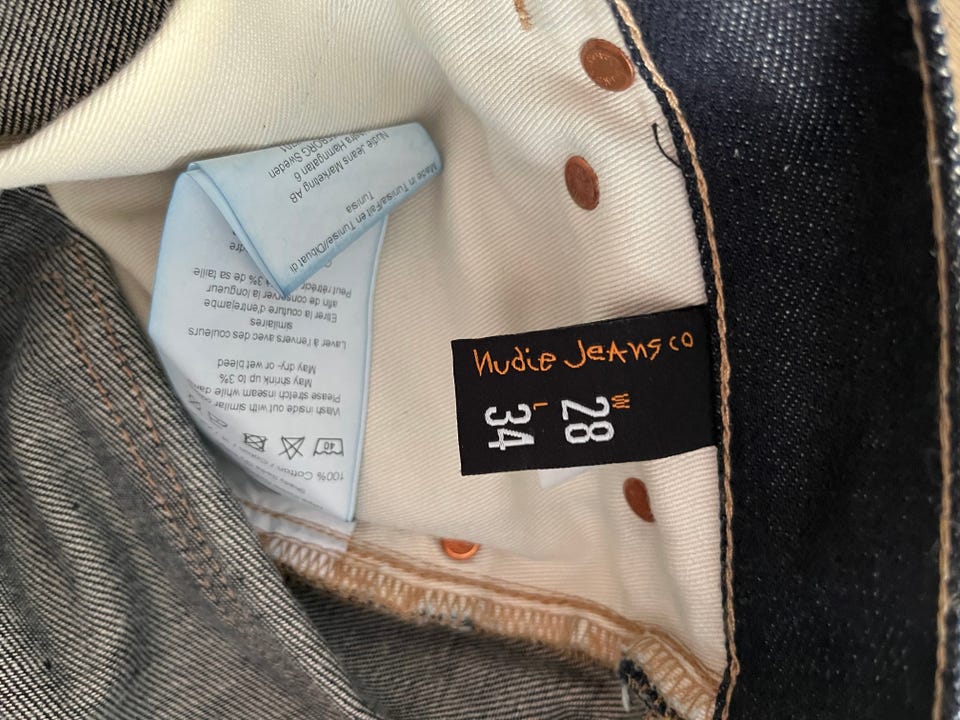 Nudie Jeans co
W
28
L
34
Made in Tunisia/Fait en Tunisie/Dibuat di
Tunisia
Nudie Jeans Marketing AB
Hamngatan 6
Sweden
100% Cotton
40
Wash inside out with similar
Please stretch inseam while
May shrink up to 3%
May dry- or wet bleed
Laver à l'envers avec des couleurs
similaires
Etirer la couture d'entrejambe
afin de conserver la longueur
Peut 3% de sa taille